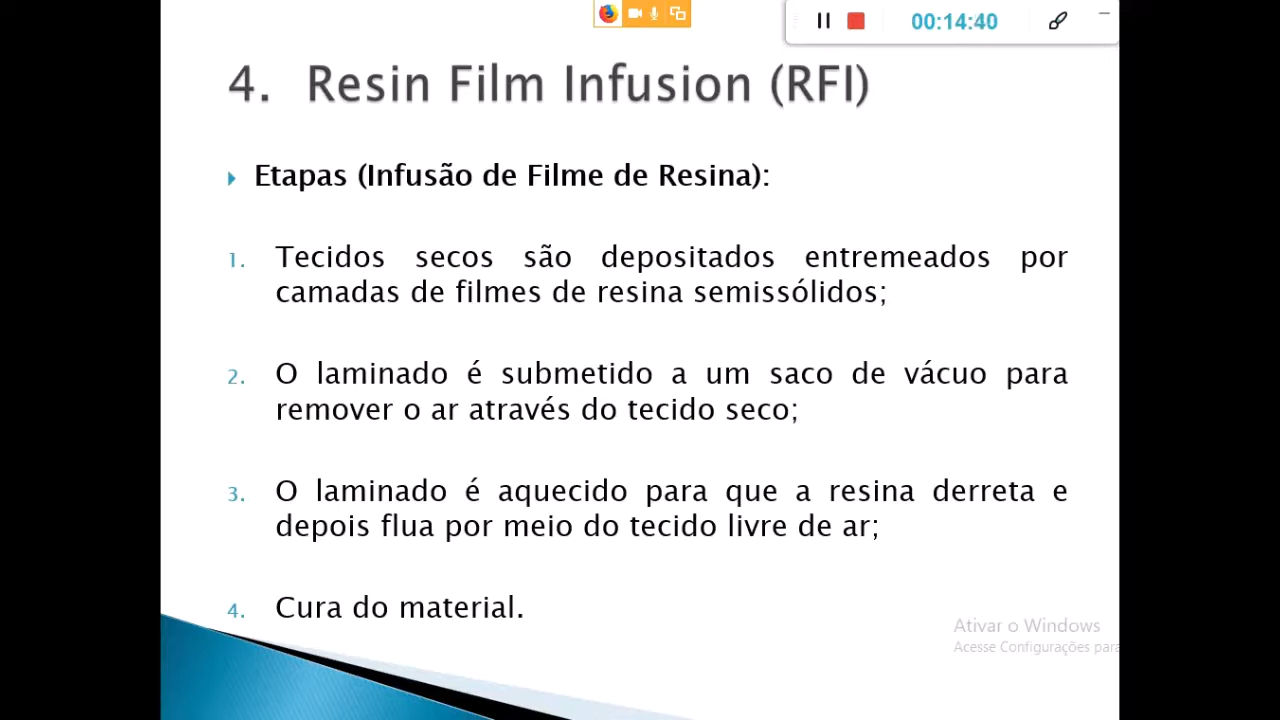 00:14:40
4. Resin Film Infusion (RFI)
Etapas (Infusão de Filme de Resina):
1. Tecidos secos são depositados entremeados por
camadas de filmes de resina semissólidos;
2. O laminado é submetido a um saco de vácuo para
remover o ar através do tecido seco;
3. O laminado é aquecido para que a resina derreta e
depois flua por meio do tecido livre de ar;
4. Cura do material.
Ativar o Windows
Acesse Configurações para